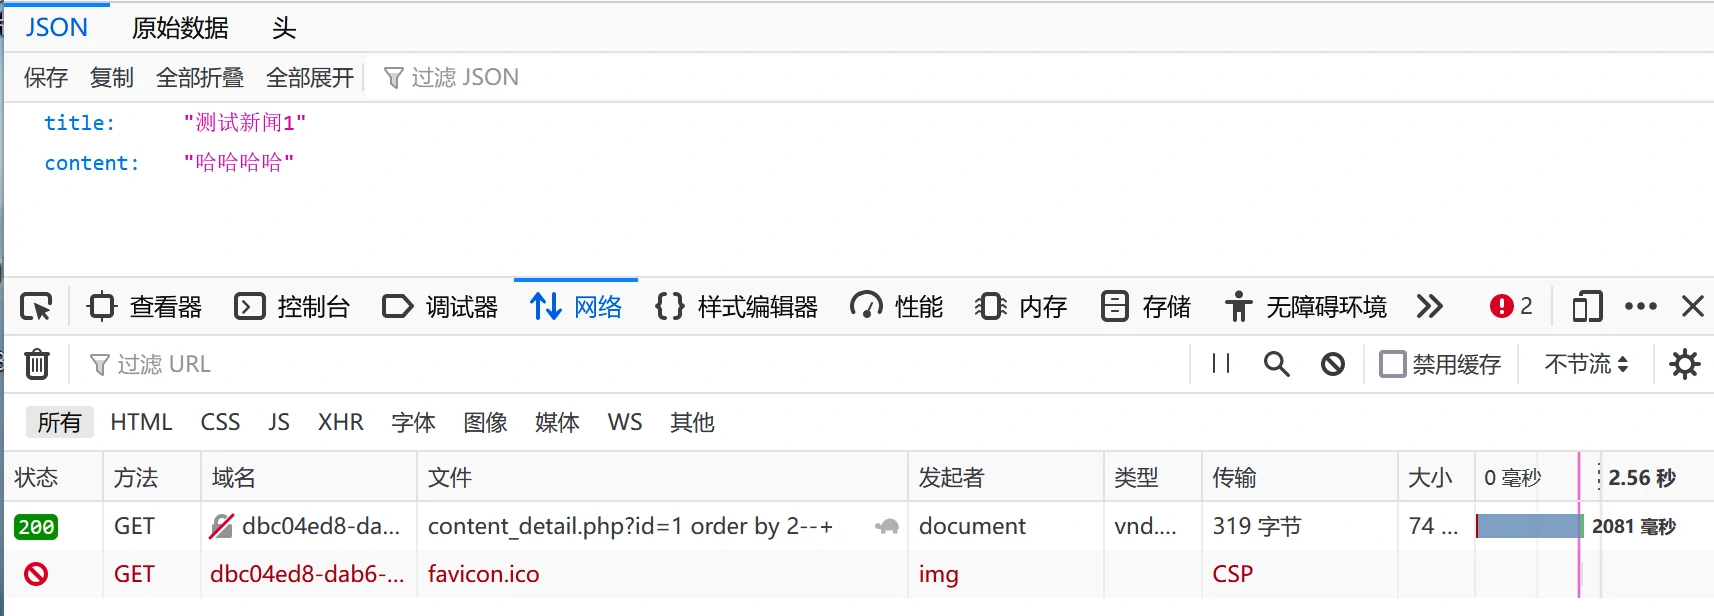 JSON 原始数据 头
保存 复制 全部折叠 全部展开 过滤 JSON
title: "测试新闻1"
content: "哈哈哈哈"
查看器 控制台 调试器 网络 样式编辑器 性能 内存 存储 无障碍环境 2
过滤 URL 禁用缓存 不节流
所有 HTML CSS JS XHR 字体 图像 媒体 WS 其他
状态 方法 域名 文件 发起者 类型 传输 大小 0 毫秒 2.56 秒
200 GET dbc04ed8-da... content_detail.php?id=1 order by 2--+ document vnd.... 319 字节 74 ... 2081 毫秒
GET dbc04ed8-dab6-... favicon.ico img CSP